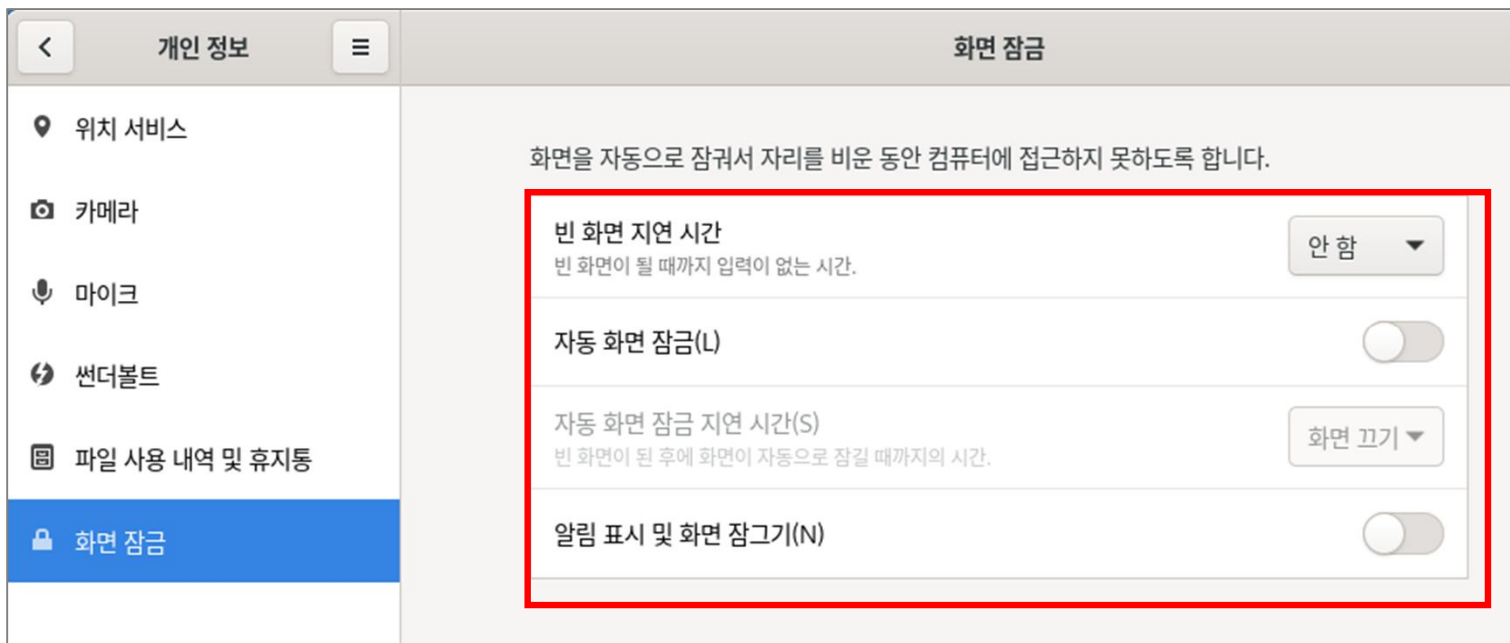 개인 정보
화면 잠금
위치 서비스
카메라
마이크
썬더볼트
파일 사용 내역 및 휴지통
화면 잠금
화면을 자동으로 잠궈서 자리를 비운 동안 컴퓨터에 접근하지 못하도록 합니다.
빈 화면 지연 시간
빈 화면이 될 때까지 입력이 없는 시간.
안 함
자동 화면 잠금(L)
자동 화면 잠금 지연 시간(S)
빈 화면이 된 후에 화면이 자동으로 잠길 때까지의 시간.
화면 끄기
알림 표시 및 화면 잠그기(N)